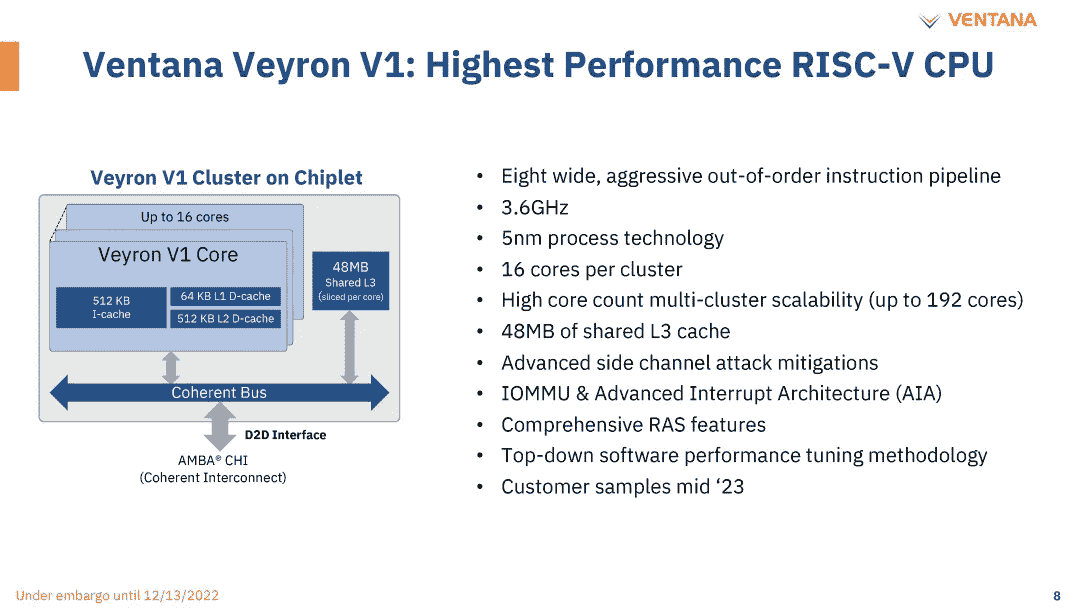 VENTANA
Ventana Veyron V1: Highest Performance RISC-V CPU
Veyron V1 Cluster on Chiplet
Up to 16 cores
Veyron V1 Core
512 KB
I-cache
64 KB L1 D-cache
512 KB L2 D-cache
48MB
Shared L3
(sliced per core)
Coherent Bus
D2D Interface
AMBA® CHI
(Coherent Interconnect)
• Eight wide, aggressive out-of-order instruction pipeline
• 3.6GHz
• 5nm process technology
• 16 cores per cluster
• High core count multi-cluster scalability (up to 192 cores)
• 48MB of shared L3 cache
• Advanced side channel attack mitigations
• IOMMU & Advanced Interrupt Architecture (AIA)
• Comprehensive RAS features
• Top-down software performance tuning methodology
• Customer samples mid ‘23
Under embargo until 12/13/2022
8